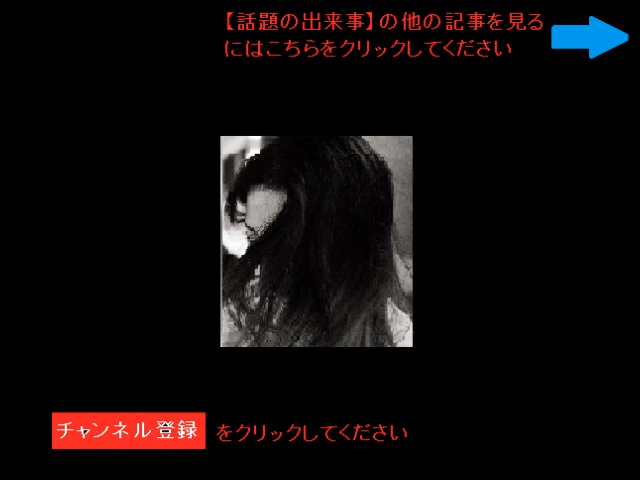 【話題の出来事】の他の記事を見る
にはこちらをクリックしてください
チャンネル登録 をクリックしてください